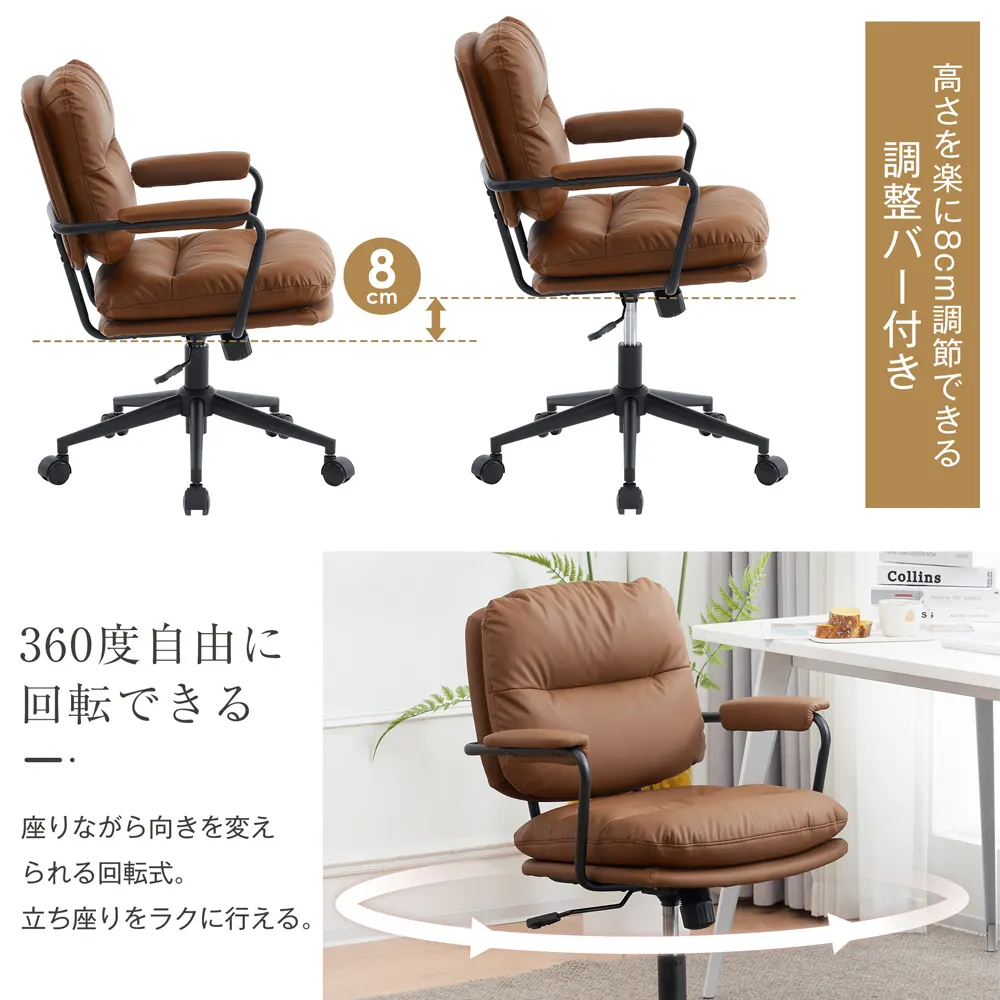 高さを楽に8cm調節できる
調整バー付き
8
cm
360度自由に
回転できる
座りながら向きを変え
られる回転式。
立ち座りをラクに行える。
Collins